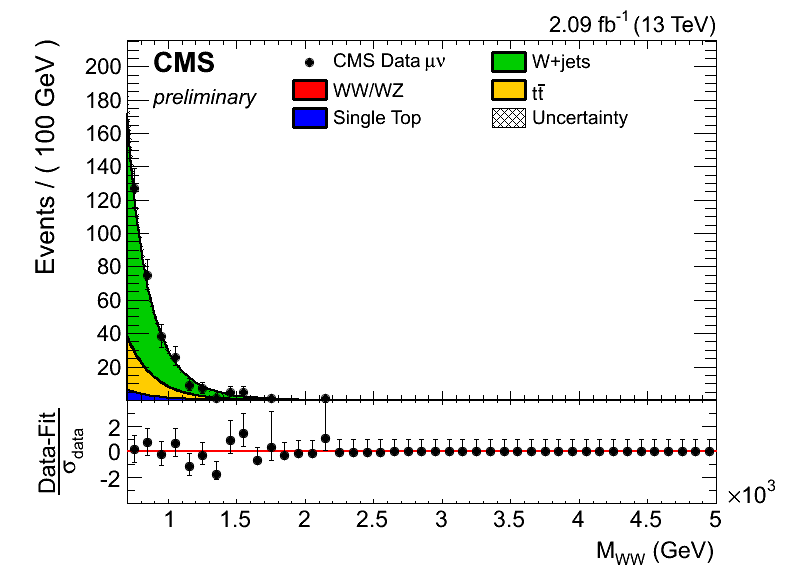 2.09 fb⁻¹ (13 TeV)
CMS
preliminary
CMS Data μν
WW/WZ
Single Top
W+jets
tt̄
Uncertainty
Events / ( 100 GeV )
200
180
160
140
120
100
80
60
40
20
Data-Fit
σdata
2
0
-2
1 1.5 2 2.5 3 3.5 4 4.5 5
×10³
MWW (GeV)